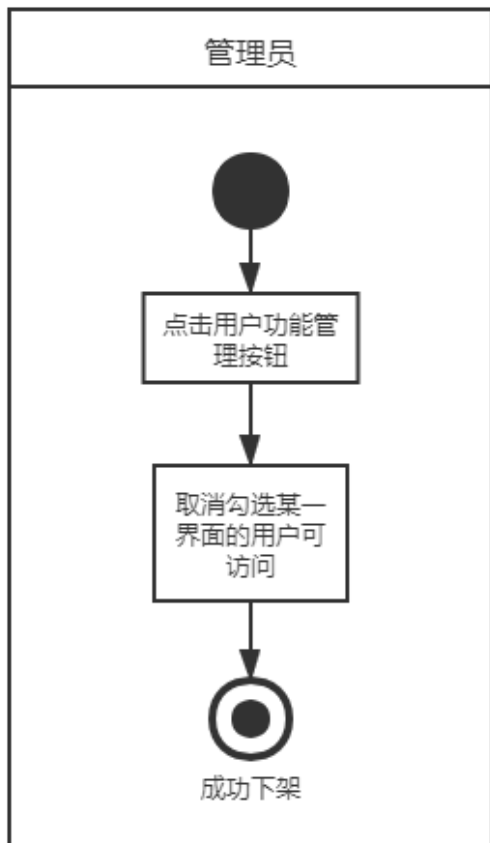 管理员
点击用户功能管
理按钮
取消勾选某一
界面的用户可
访问
成功下架